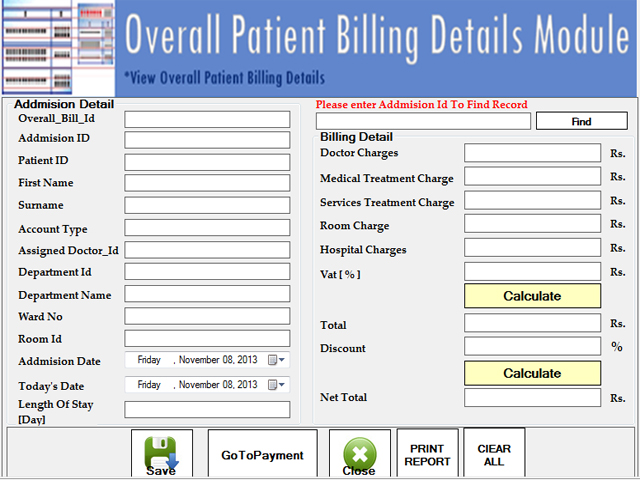 Overall Patient Billing Details Module
*View Overall Patient Billing Details
Addmision Detail
Overall_Bill_Id
Addmision ID
Patient ID
First Name
Surname
Account Type
Assigned Doctor_Id
Department Id
Department Name
Ward No
Room Id
Addmision Date
Friday , November 08, 2013
Today's Date
Friday , November 08, 2013
Length Of Stay
[Day]
Please enter Addmision Id To Find Record
Find
Billing Detail
Doctor Charges Rs.
Medical Treatment Charge Rs.
Services Treatment Charge Rs.
Room Charge Rs.
Hospital Charges Rs.
Vat [ % ] Rs.
Calculate
Total Rs.
Discount %
Calculate
Net Total Rs.
Save
GoToPayment
Close
PRINT
REPORT
ClEAR
ALL